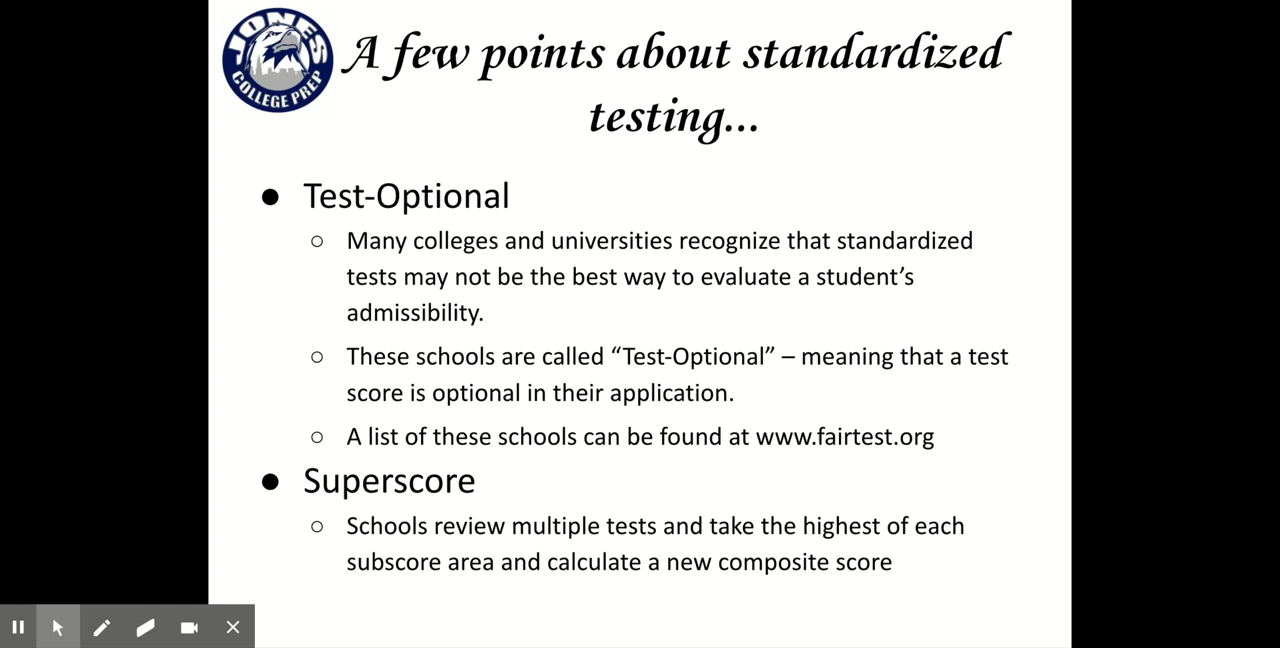 JONES
COLLEGE PREP
A few points about standardized
testing...
● Test-Optional
○ Many colleges and universities recognize that standardized
tests may not be the best way to evaluate a student’s
admissibility.
○ These schools are called “Test-Optional” – meaning that a test
score is optional in their application.
○ A list of these schools can be found at www.fairtest.org
● Superscore
○ Schools review multiple tests and take the highest of each
subscore area and calculate a new composite score